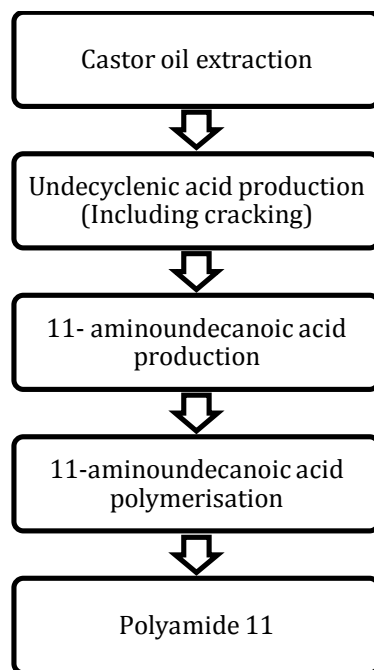 Castor oil extraction
Undecyclenic acid production
(Including cracking)
11- aminoundecanoic acid
production
11-aminoundecanoic acid
polymerisation
Polyamide 11